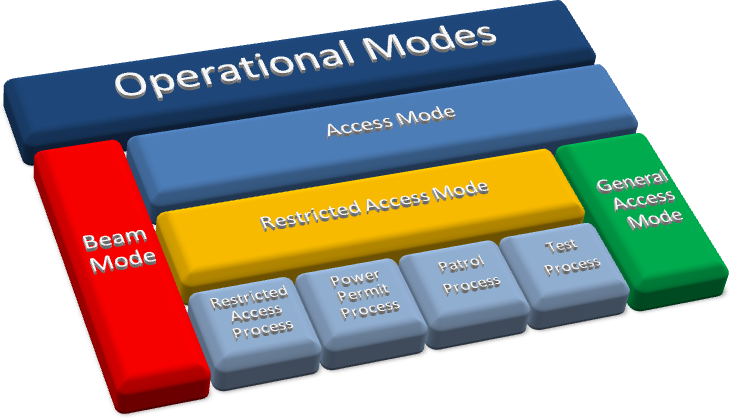 Operational Modes
Access Mode
Beam
Mode
Restricted Access Mode
General
Access
Mode
Restricted
Access
Process
Power
Permit
Process
Patrol
Process
Test
Process